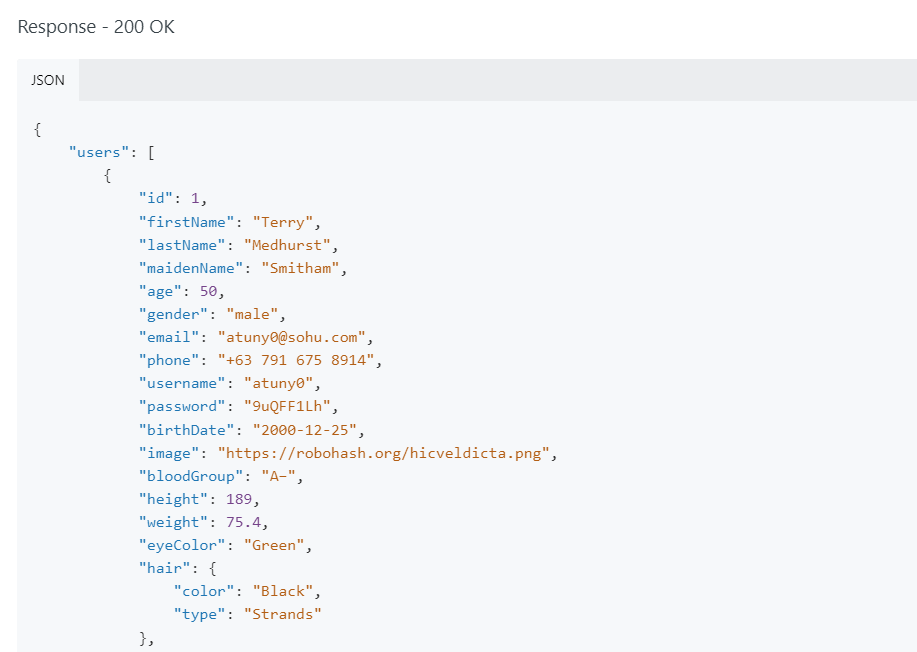 Response - 200 OK
JSON
{
"users": [
{
"id": 1,
"firstName": "Terry",
"lastName": "Medhurst",
"maidenName": "Smitham",
"age": 50,
"gender": "male",
"email": "atuny0@sohu.com",
"phone": "+63 791 675 8914",
"username": "atuny0",
"password": "9uQFF1Lh",
"birthDate": "2000-12-25",
"image": "https://robohash.org/hicveldicta.png",
"bloodGroup": "A−",
"height": 189,
"weight": 75.4,
"eyeColor": "Green",
"hair": {
"color": "Black",
"type": "Strands"
},